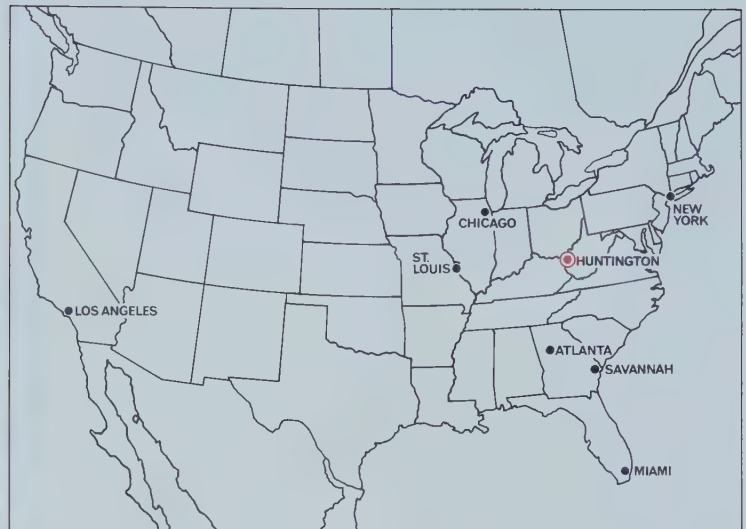 NEW
YORK
CHICAGO
ST.
LOUIS
HUNTINGTON
LOS ANGELES
ATLANTA
SAVANNAH
MIAMI